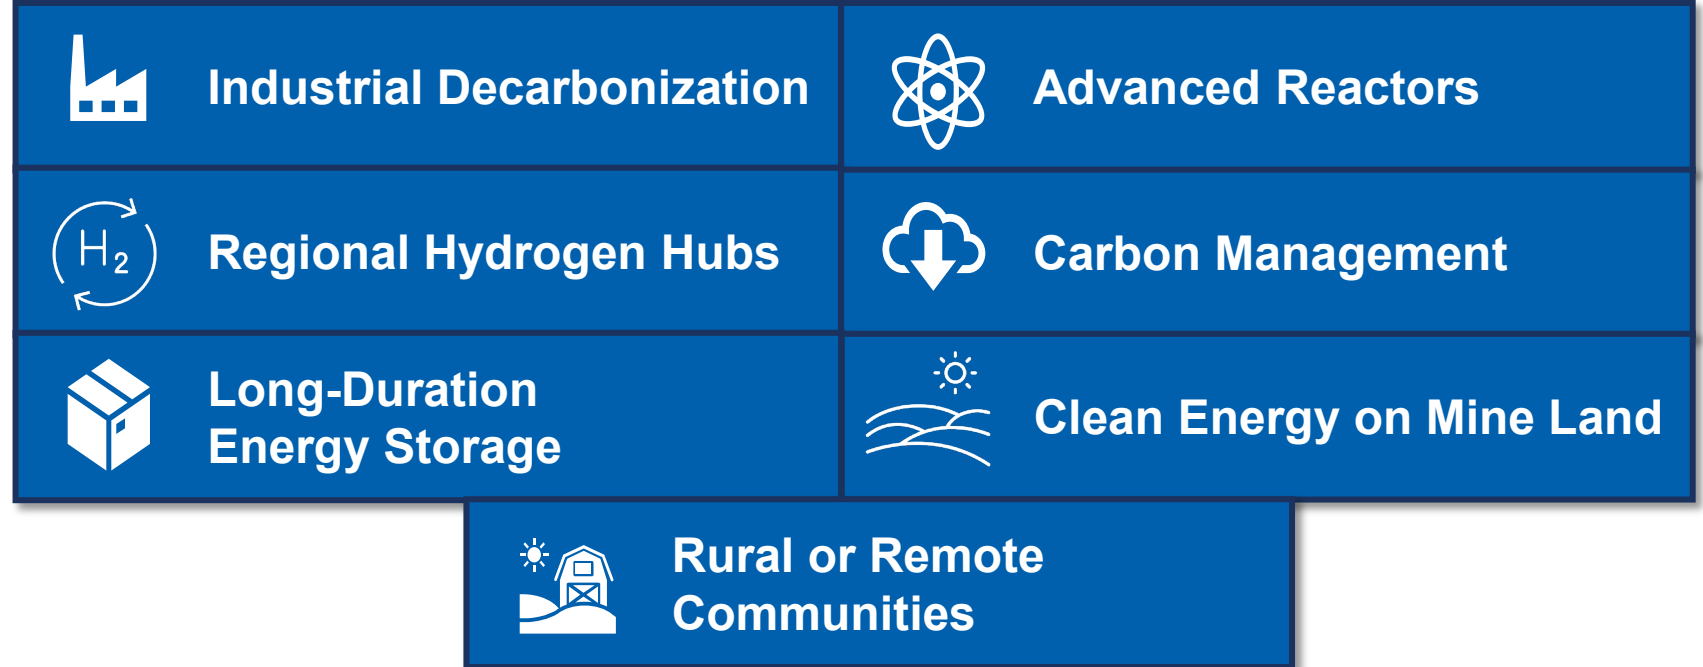 Industrial Decarbonization
Advanced Reactors
H2
Regional Hydrogen Hubs
Carbon Management
Long-Duration
Energy Storage
Clean Energy on Mine Land
Rural or Remote
Communities